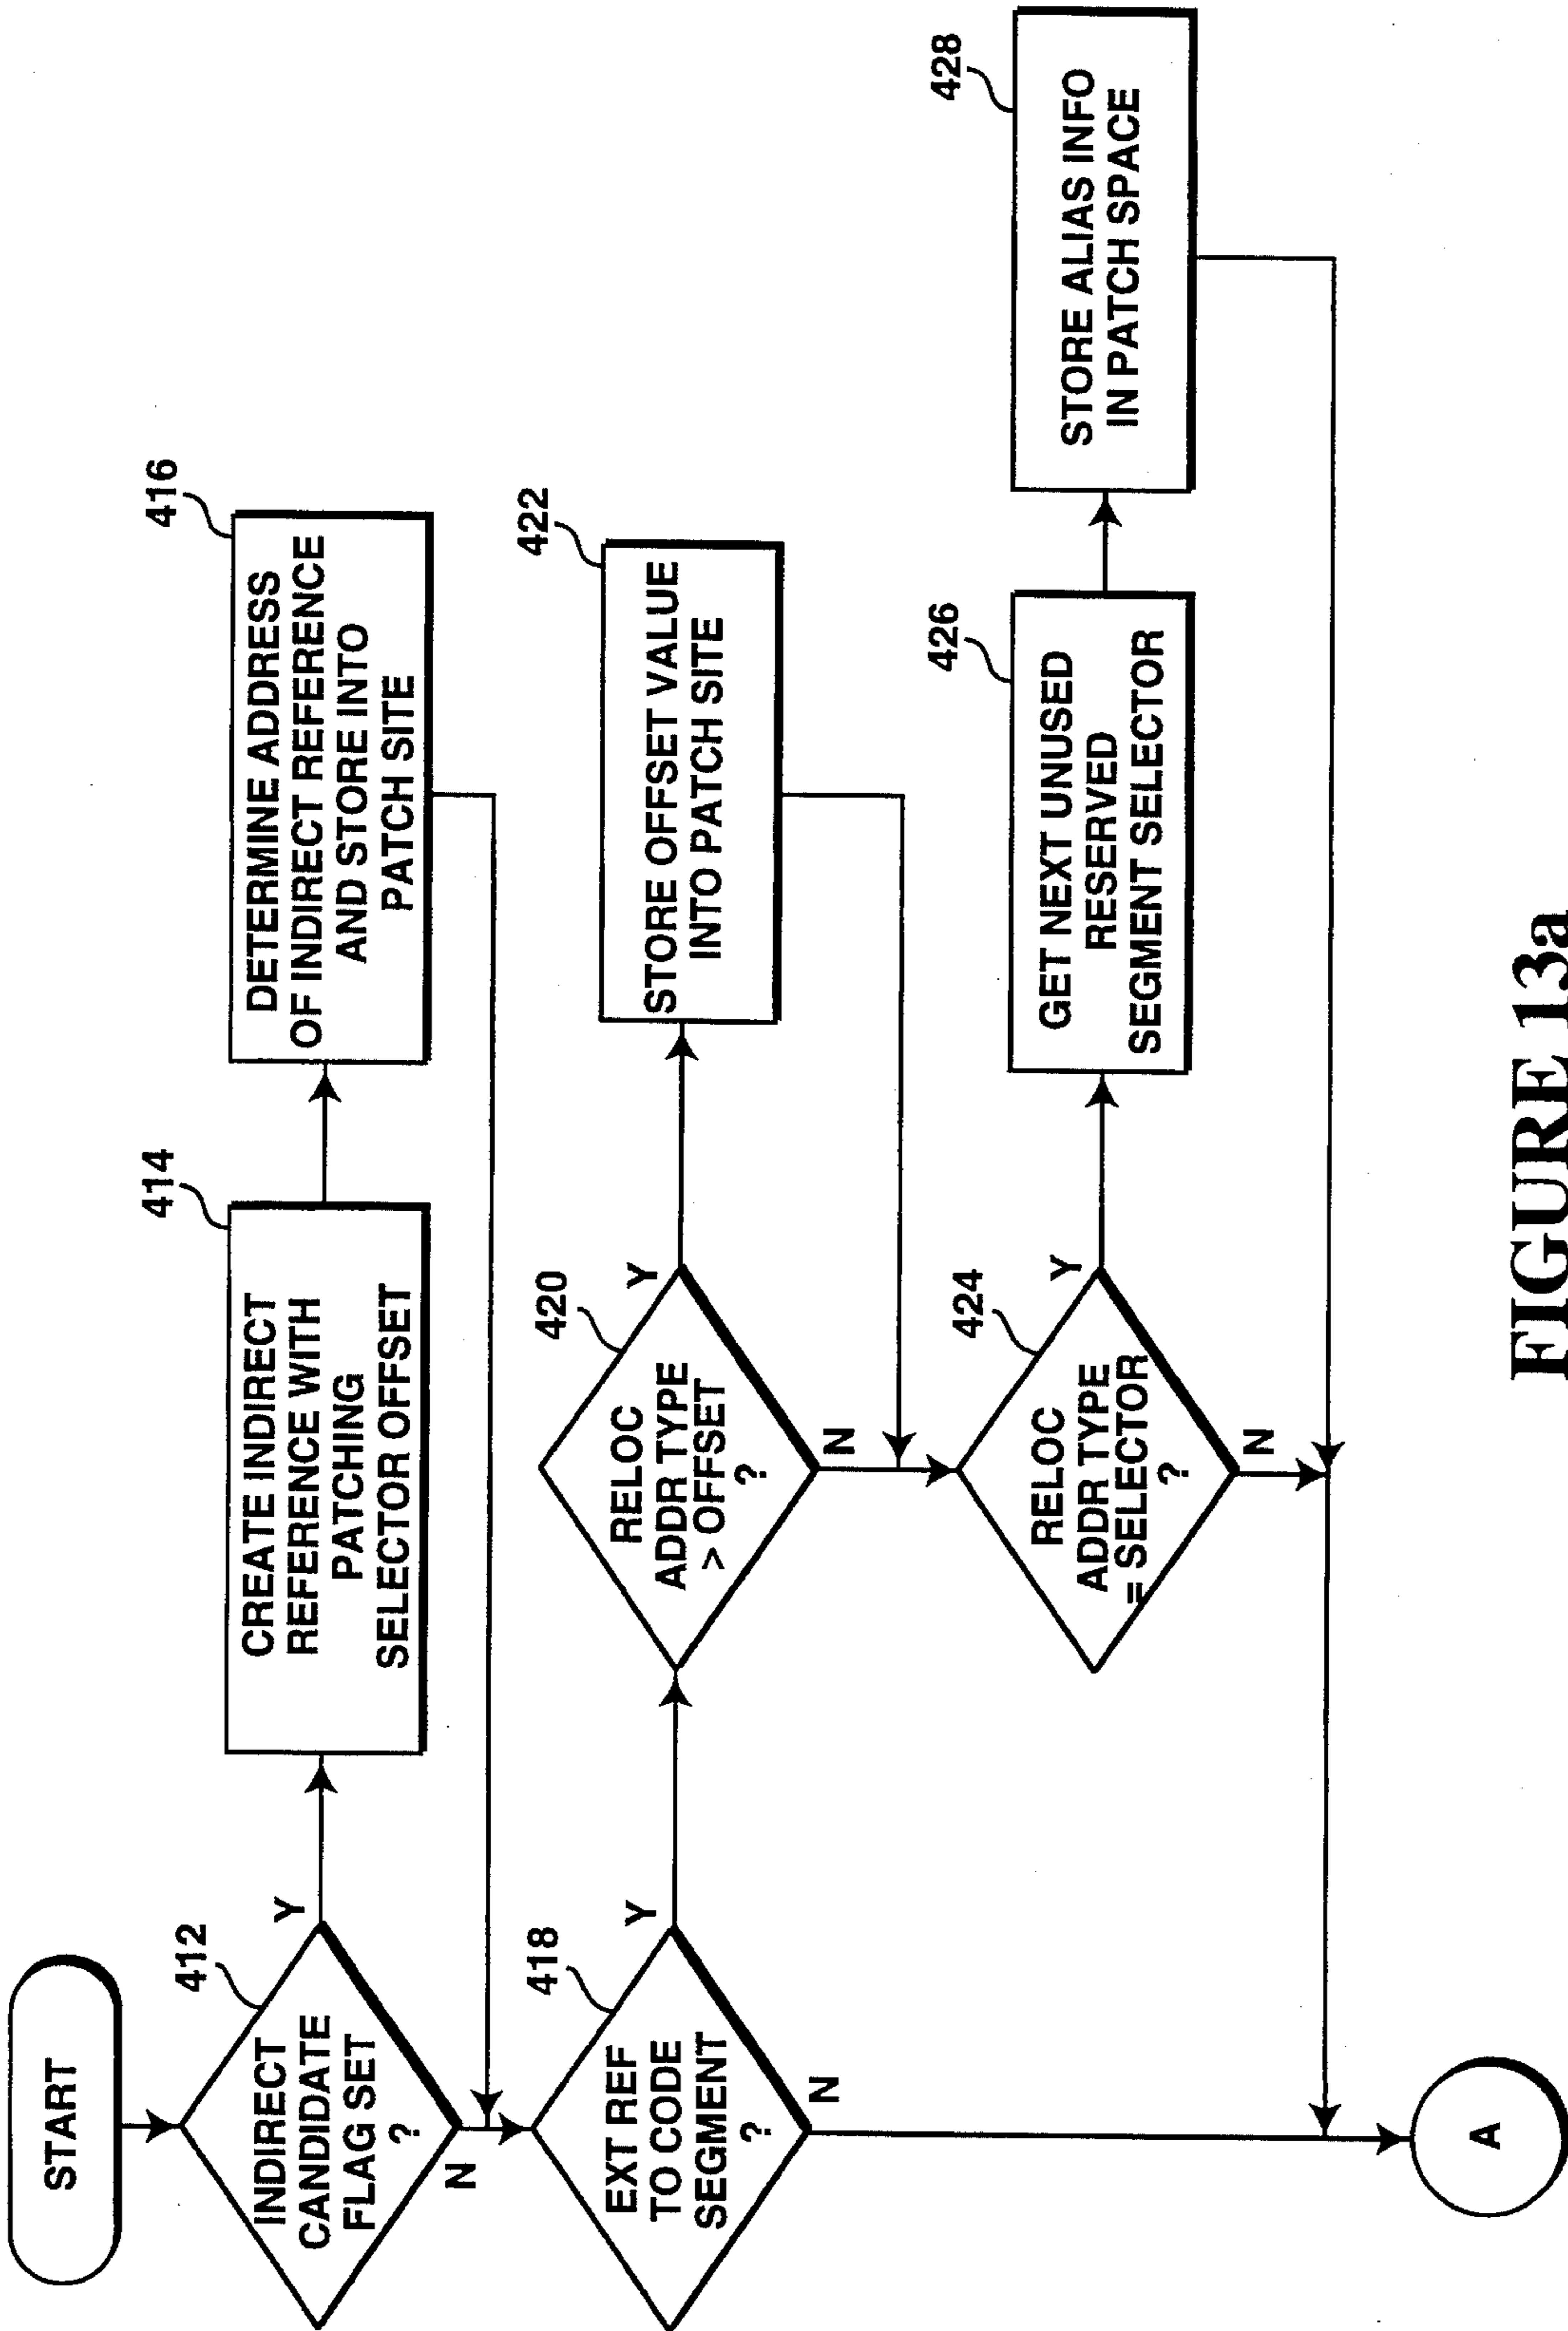 START
412
INDIRECT
CANDIDATE
FLAG SET
?
Y
N
414
CREATE INDIRECT
REFERENCE WITH
PATCHING
SELECTOR OFFSET
416
DETERMINE ADDRESS
OF INDIRECT REFERENCE
AND STORE INTO
PATCH SITE
418
EXT REF
TO CODE
SEGMENT
?
Y
N
420
RELOC
ADDR TYPE
> OFFSET
?
Y
N
422
STORE OFFSET VALUE
INTO PATCH SITE
424
RELOC
ADDR TYPE
= SELECTOR
?
Y
N
426
GET NEXT UNUSED
RESERVED
SEGMENT SELECTOR
428
STORE ALIAS INFO
IN PATCH SPACE
A
FIGURE 13a